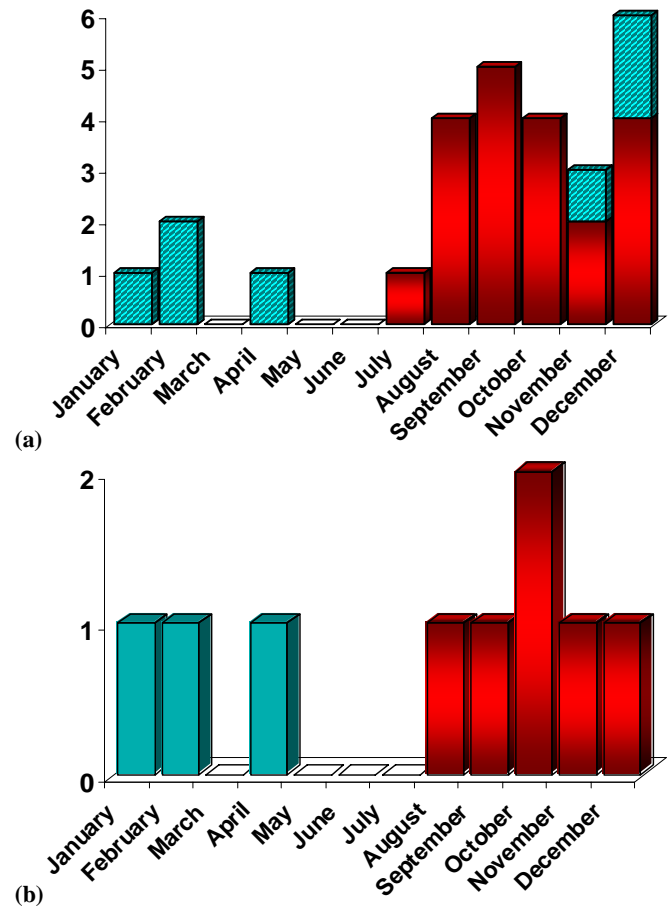 6
5
4
3
2
1
0
January
February
March
April
May
June
July
August
September
October
November
December
(a)
2
1
0
January
February
March
April
May
June
July
August
September
October
November
December
(b)